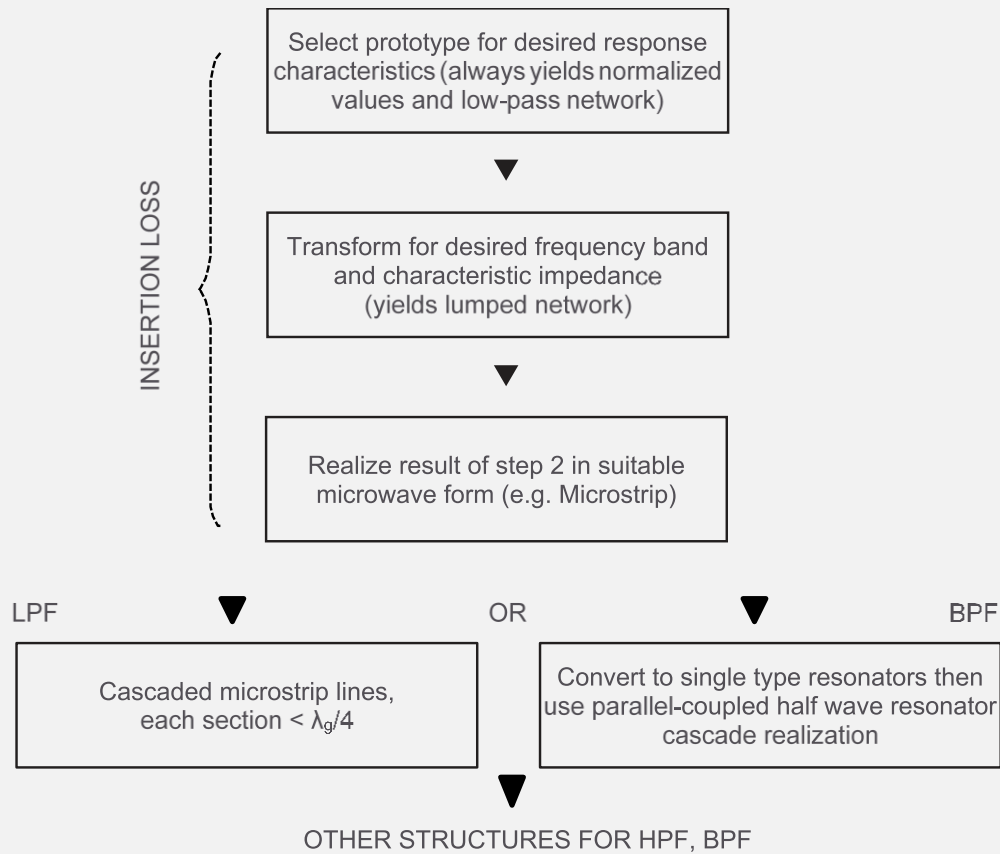 Select prototype for desired response
characteristics (always yields normalized
values and low-pass network)
INSERTION LOSS
Transform for desired frequency band
and characteristic impedance
(yields lumped network)
Realize result of step 2 in suitable
microwave form (e.g. Microstrip)
LPF
OR
BPF
Cascaded microstrip lines,
each section < λg/4
Convert to single type resonators then
use parallel-coupled half wave resonator
cascade realization
OTHER STRUCTURES FOR HPF, BPF